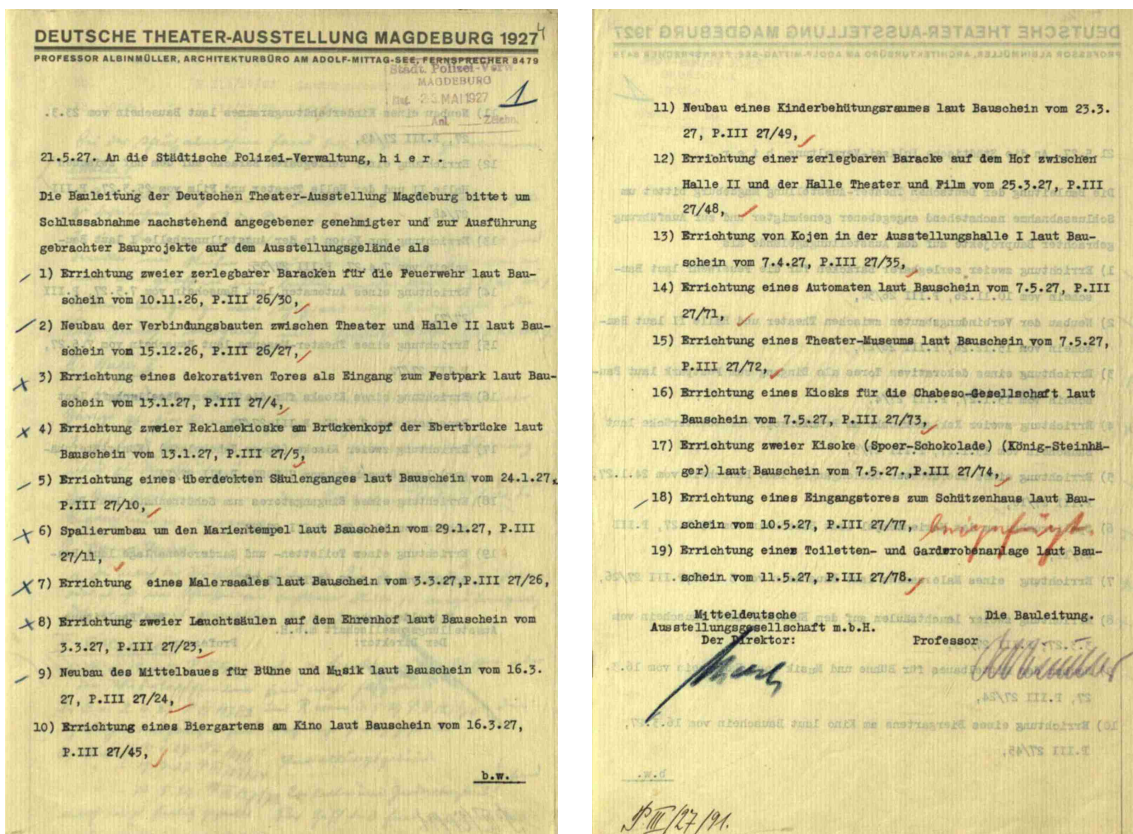 DEUTSCHE THEATER-AUSSTELLUNG MAGDEBURG 1927
4
PROFESSOR ALBINMÜLLER, ARCHITEKTURBÜRO AM ADOLF-MITTAG-SEE, FERNSPRECHER 8479
Städt. Polizei-Verw
MAGDEBURG
23. MAI 1927
1
21.5.27. An die Städtische Polizei-Verwaltung, h i e r .
Die Bauleitung der Deutschen Theater-Ausstellung Magdeburg bittet um
Schlussabnahme nachstehend angegebener genehmigter und zur Ausführung
gebrachter Bauprojekte auf dem Ausstellungsgelände als
1) Errichtung zweier zerlegbarer Baracken für die Feuerwehr laut Bau-
schein vom 10.11.26, P.III 26/30,
2) Neubau der Verbindungsbauten zwischen Theater und Halle II laut Bau-
schein vom 15.12.26, P.III 26/27,
3) Errichtung eines dekorativen Tores als Eingang zum Festpark laut Bau-
schein vom 13.1.27, P.III 27/4,
4) Errichtung zweier Reklamekioske am Brückenkopf der Ebertbrücke laut
Bauschein vom 13.1.27, P.III 27/5,
5) Errichtung eines überdeckten Säulenganges laut Bauschein vom 24.1.27,
P.III 27/10,
6) Spalierumbau um den Marientempel laut Bauschein vom 29.1.27, P.III
27/11,
7) Errichtung eines Malersaales laut Bauschein vom 3.3.27,P.III 27/26,
8) Errichtung zweier Leuchtsäulen auf dem Ehrenhof laut Bauschein vom
3.3.27, P.III 27/23,
9) Neubau des Mittelbaues für Bühne und Musik laut Bauschein vom 16.3.
27, P.III 27/24,
10) Errichtung eines Biergartens am Kino laut Bauschein vom 16.3.27,
P.III 27/45,
b.w.
11) Neubau eines Kinderbehütungsraumes laut Bauschein vom 23.3.
27, P.III 27/49,
12) Errichtung einer zerlegbaren Baracke auf dem Hof zwischen
Halle II und der Halle Theater und Film vom 25.3.27, P.III
27/48,
13) Errichtung von Kojen in der Ausstellungshalle I laut Bau-
schein vom 7.4.27, P.III 27/35,
14) Errichtung eines Automaten laut Bauschein vom 7.5.27, P.III
27/71,
15) Errichtung eines Theater-Museums laut Bauschein vom 7.5.27,
P.III 27/72,
16) Errichtung eines Kiosks für die Chabeso-Gesellschaft laut
Bauschein vom 7.5.27, P.III 27/73,
17) Errichtung zweier Kisoke (Spoer-Schokolade) (König-Steinhä-
ger) laut Bauschein vom 7.5.27.,P.III 27/74,
18) Errichtung eines Eingangstores zum Schützenhaus laut Bau-
schein vom 10.5.27, P.III 27/77, beigefügt.
19) Errichtung eines Toiletten- und Garderobenanlage laut Bau-
schein vom 11.5.27, P.III 27/78.
Mitteldeutsche Die Bauleitung.
Ausstellungsgesellschaft m.b.H.
Der Direktor: Professor
P III/27/91.